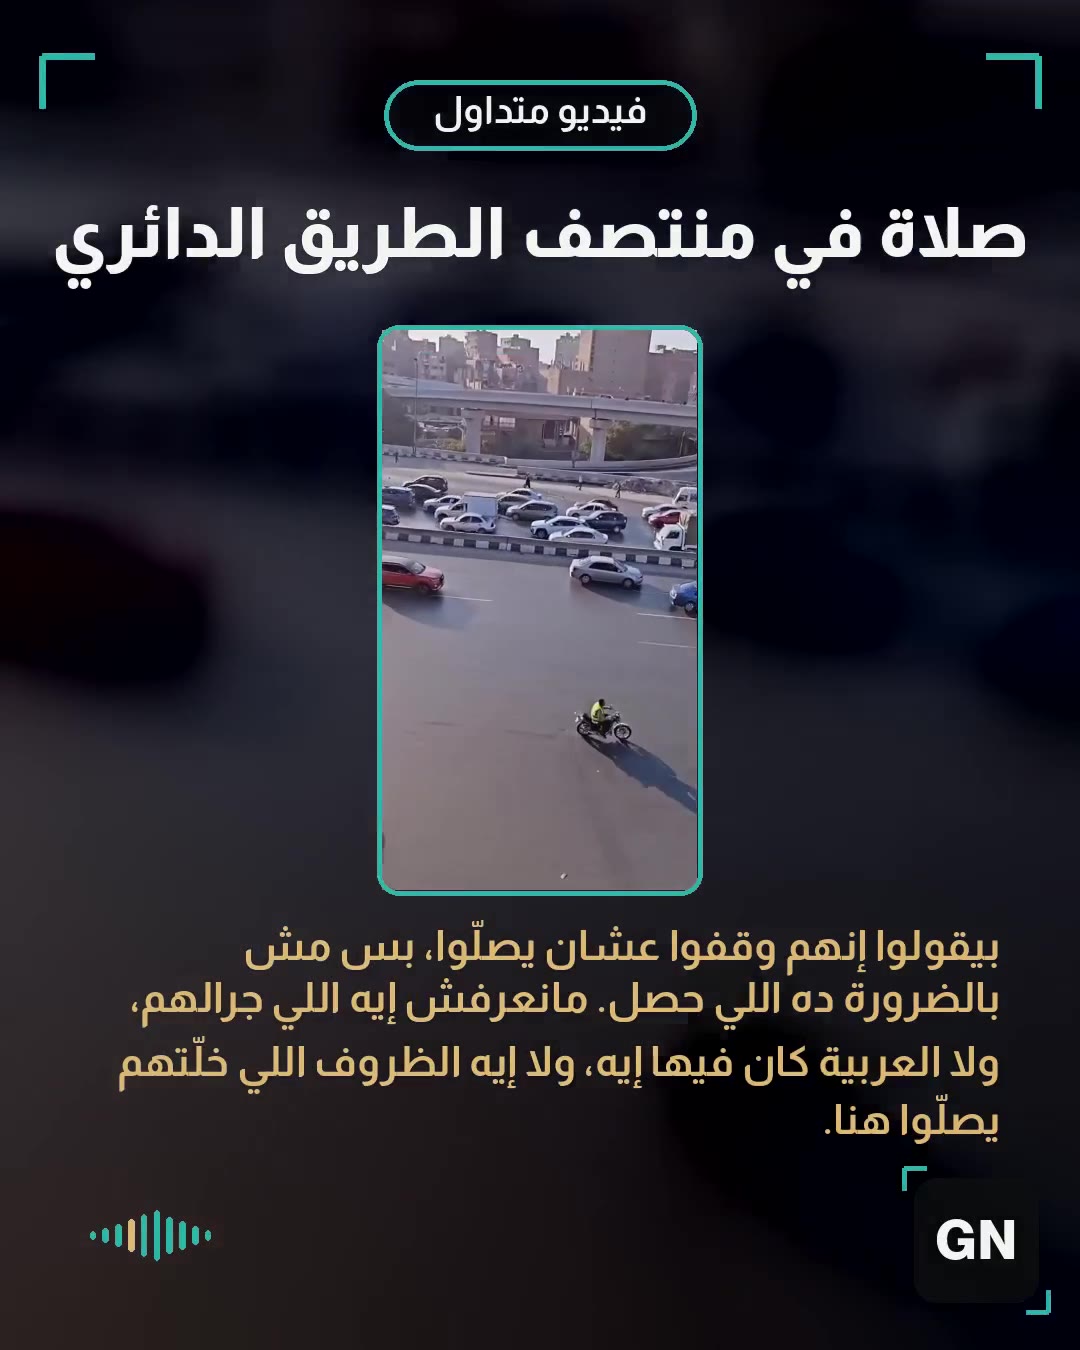 فيديو متداول
صلاة في منتصف الطريق الدائري
بيقولوا إنهم وقفوا عشان يصلّوا، بس مش
بالضرورة ده اللي حصل. مانعرفش إيه اللي جرالهم،
ولا العربية كان فيها إيه، ولا إيه الظروف اللي خلّتهم
يصلّوا هنا.
GN